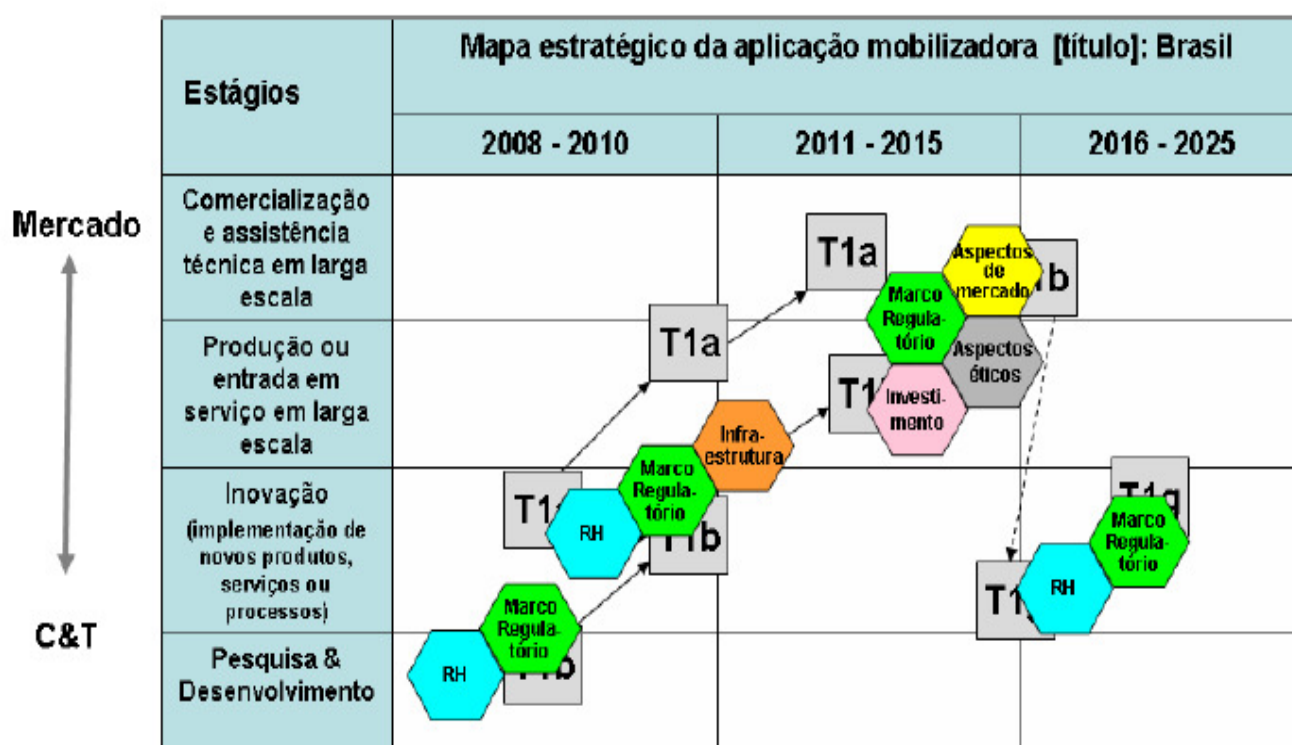 Mapa estratégico da aplicação mobilizadora [título]: Brasil
Estágios
2008 - 2010
2011 - 2015
2016 - 2025
Mercado
C&T
Comercialização
e assistência
técnica em larga
escala
T1a
Aspectos
de
mercado
Marco
Regula-
tório
Produção ou
entrada em
serviço em larga
escala
T1a
Aspectos
éticos
Investi-
mento
Infra-
estrutura
Inovação
(implementação de
novos produtos,
serviços ou
processos)
RH
Marco
Regula-
tório
Marco
Regula-
tório
RH
Pesquisa &
Desenvolvimento
RH
Marco
Regula-
tório